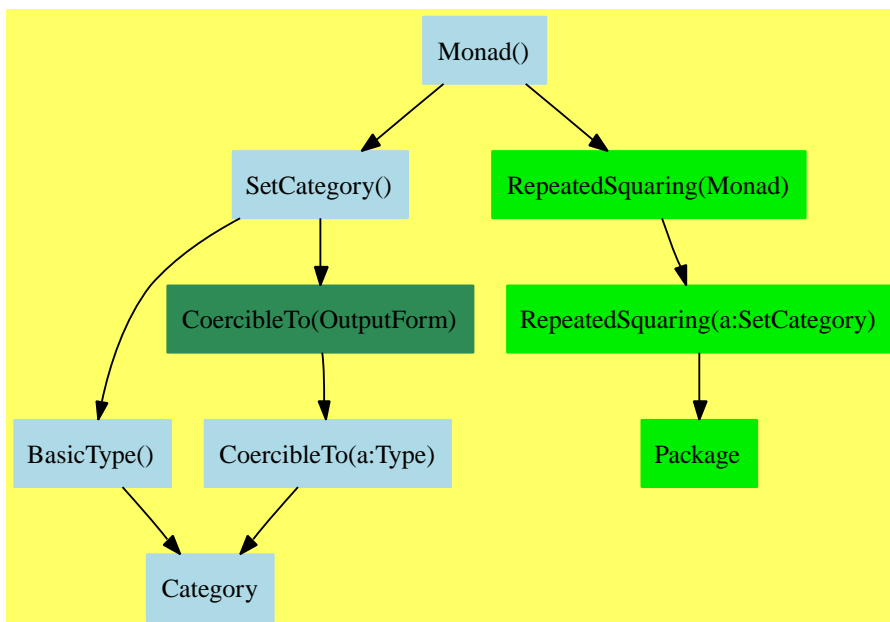 Monad()
SetCategory()
RepeatedSquaring(Monad)
CoercibleTo(OutputForm)
RepeatedSquaring(a:SetCategory)
BasicType()
CoercibleTo(a:Type)
Package
Category